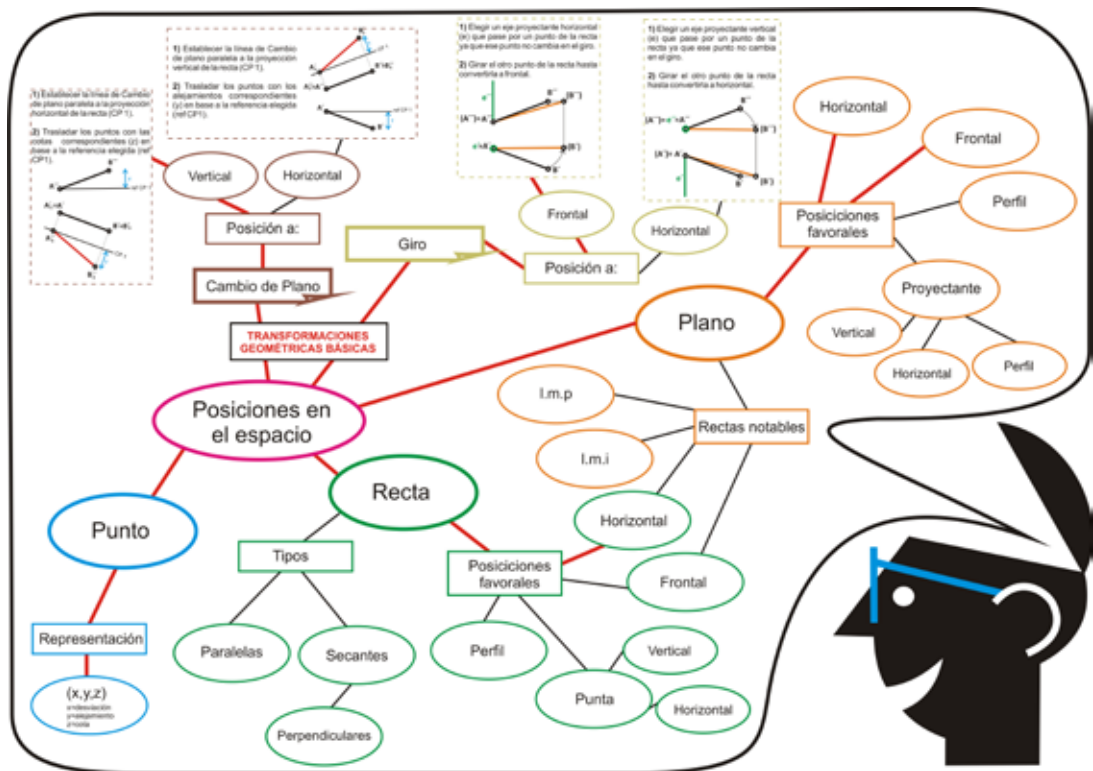 1) Establecer la línea de Cambio
de plano paralela a la proyección
vertical de la recta (CP 1).
2) Trasladar los puntos con los
alejamientos correspondientes
(y) en base a la referencia elegida
(ref CP1).
1) Establecer la línea de Cambio
de plano paralela a la proyección
horizontal de la recta (CP 1).
2) Trasladar los puntos con las
cotas correspondientes (z) en
base a la referencia elegida (ref
CP1).
1) Elegir un eje proyectante horizontal
(e) que pase por un punto de la recta
ya que ese punto no cambia en el giro.
2) Girar el otro punto de la recta hasta
convertirla a frontal.
1) Elegir un eje proyectante vertical
(e) que pase por un punto de la
recta ya que ese punto no cambia
en el giro.
2) Girar el otro punto de la recta
hasta convertirla a horizontal.
Vertical
Horizontal
Posición a:
Cambio de Plano
Giro
Frontal
Horizontal
Posición a:
TRANSFORMACIONES
GEOMÉTRICAS BÁSICAS
Horizontal
Frontal
Perfil
Posiciciones
favorales
Proyectante
Vertical
Horizontal
Perfil
Plano
l.m.p
l.m.i
Rectas notables
Posiciones en
el espacio
Recta
Punto
Horizontal
Frontal
Tipos
Posiciciones
favorales
Representación
Paralelas
Secantes
Perfil
Vertical
Punta
Horizontal
Perpendiculares
(x,y,z)
x=desviación
y=alejamiento
z=cota